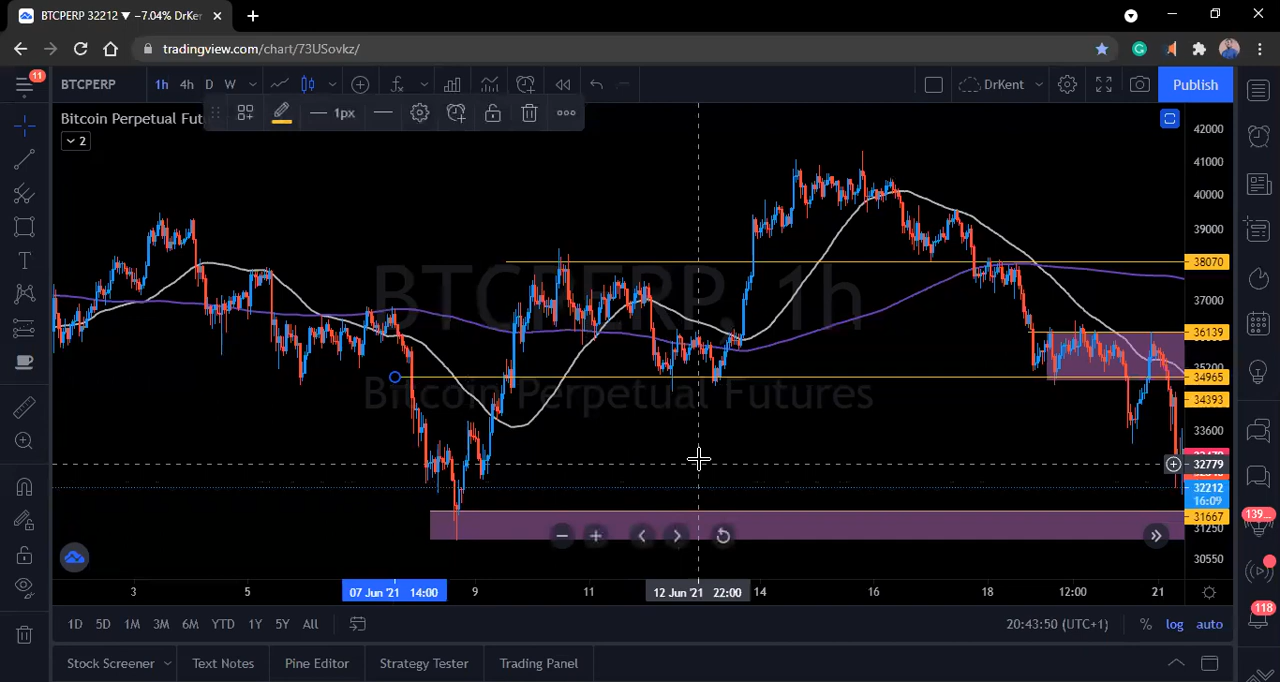 BTCPERP 32212 ▼ −7.04% DrKer
tradingview.com/chart/73USovkz/
11
BTCPERP 1h 4h D W DrKent Publish
1px
Bitcoin Perpetual Fut
2
BTCPERP, 1h
Bitcoin Perpetual Futures
42000
41000
40000
39000
38070
37000
36139
34965
34393
33600
32779
32212
16:09
31667
31250
30550
139
118
3 5 07 Jun '21 14:00 9 11 12 Jun '21 22:00 14 16 18 12:00 21
1D 5D 1M 3M 6M YTD 1Y 5Y All 20:43:50 (UTC+1) % log auto
Stock Screener Text Notes Pine Editor Strategy Tester Trading Panel